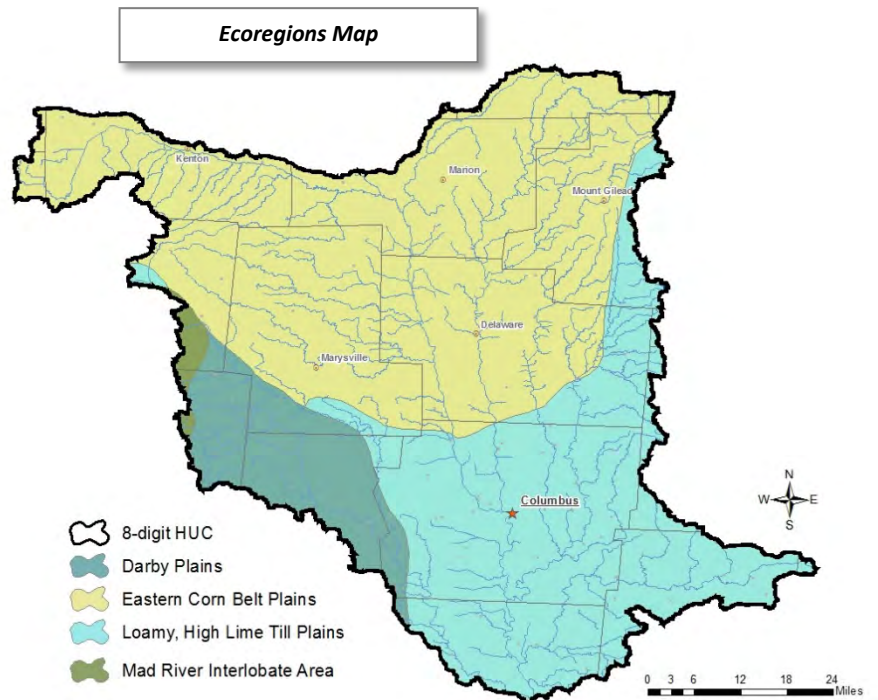 Ecoregions Map
Kenton
Marion
Mount Gilead
Delaware
Marysville
Columbus
N
W E
S
8-digit HUC
Darby Plains
Eastern Corn Belt Plains
Loamy, High Lime Till Plains
Mad River Interlobate Area
0 3 6 12 18 24
Miles